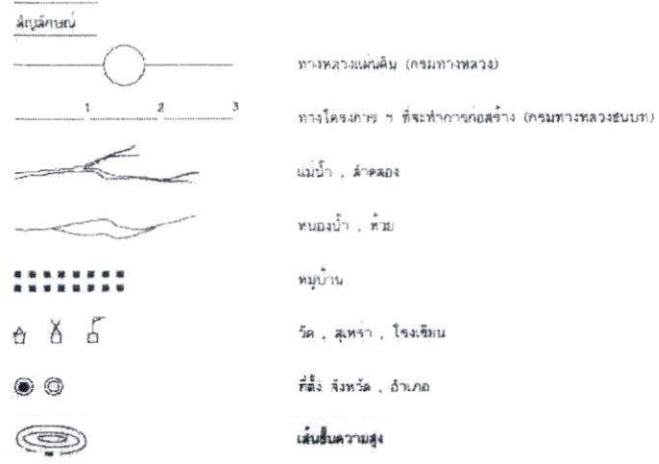 สัญลักษณ์
ทางหลวงแผ่นดิน (กรมทางหลวง)
1 2 3
ทางโครงการ ฯ ที่จะทำการก่อสร้าง (กรมทางหลวงชนบท)
แม่น้ำ , ลำคลอง
หนองน้ำ , ห้วย
หมู่บ้าน
วัด , สุเหร่า , โรงเรียน
ที่ตั้ง จังหวัด , อำเภอ
เส้นชั้นความสูง